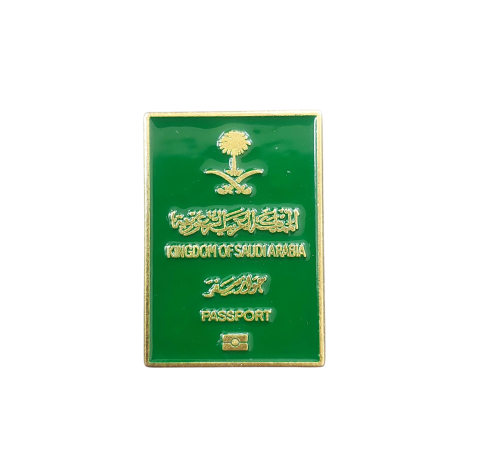 المملكة العربية السعودية
KINGDOM OF SAUDI ARABIA
جواز سفر
PASSPORT